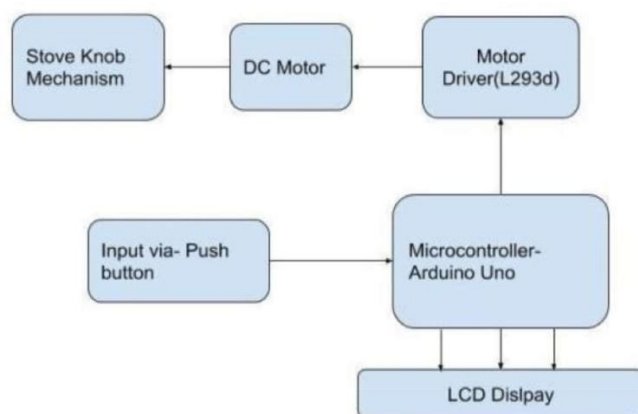 Stove Knob
Mechanism
DC Motor
Motor
Driver(L293d)
Input via- Push
button
Microcontroller-
Arduino Uno
LCD Dislpay